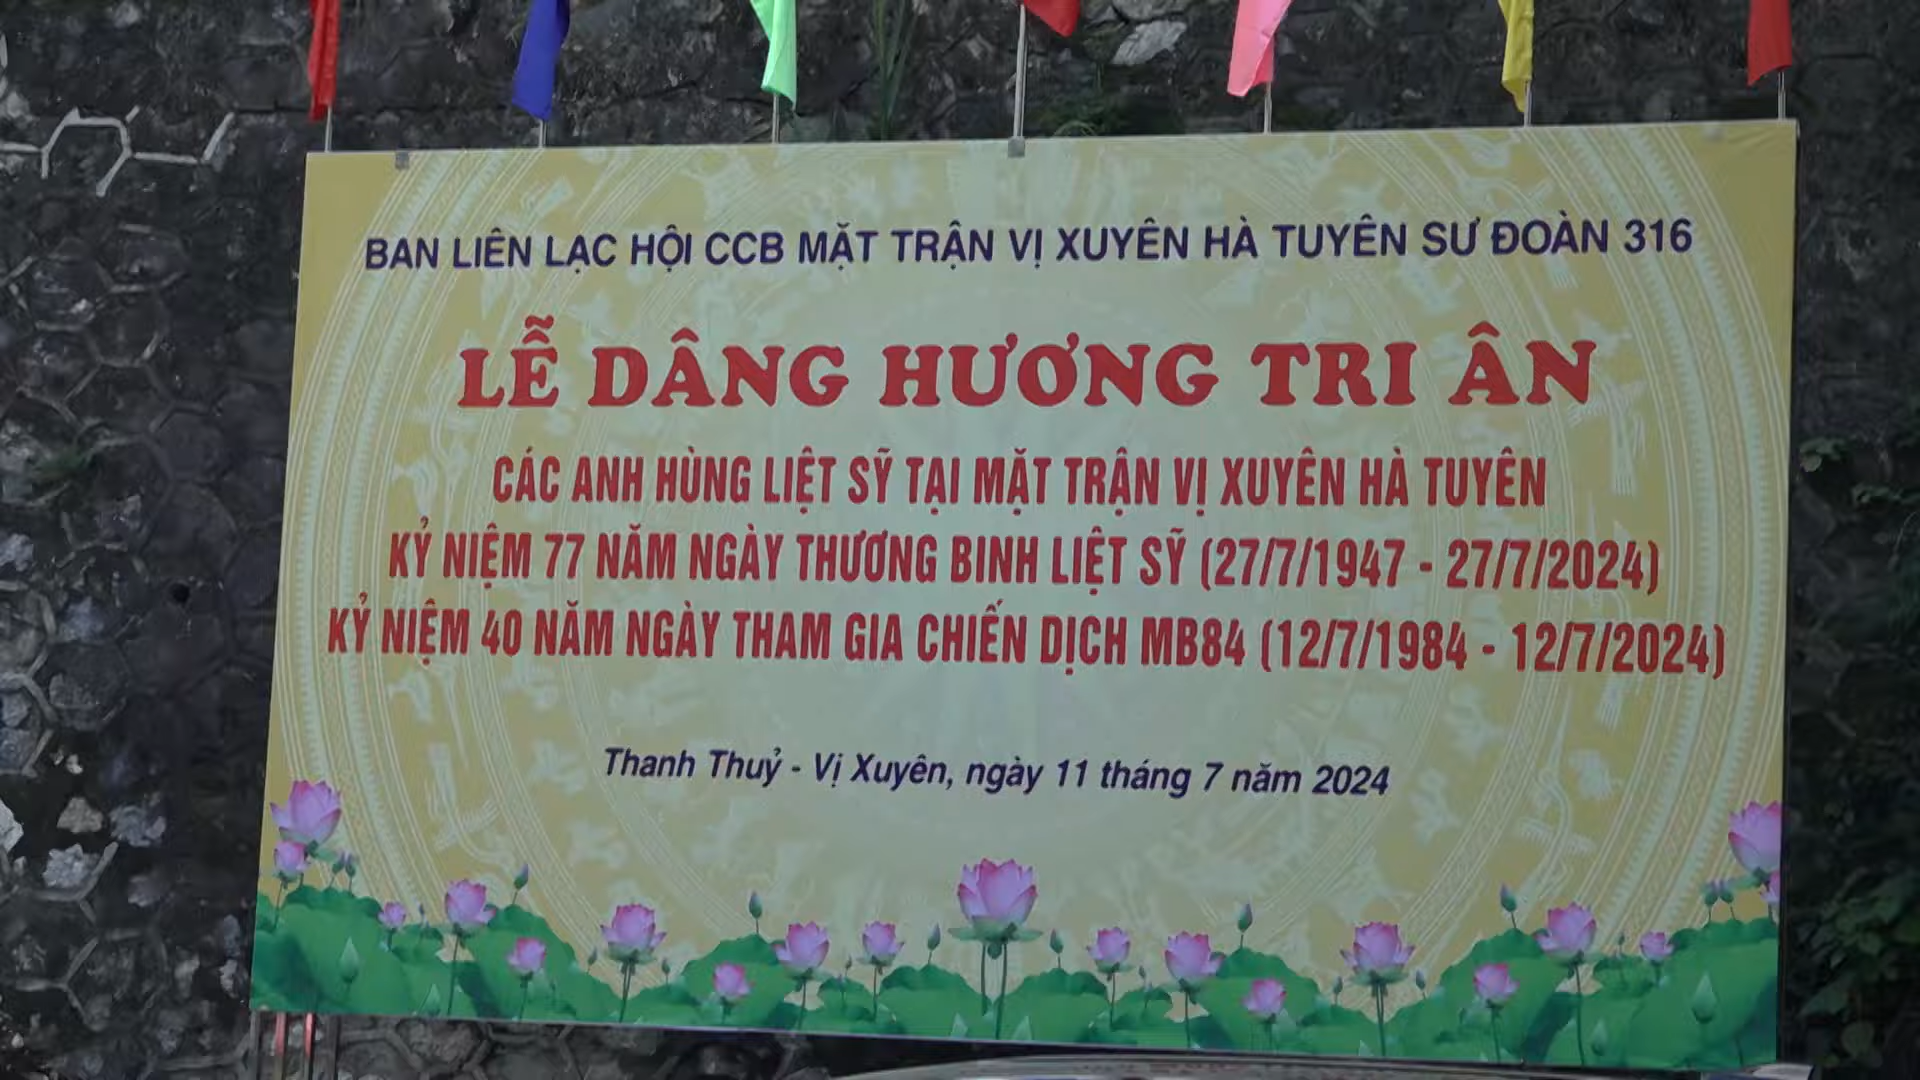 BAN LIÊN LẠC HỘI CCB MẶT TRẬN VỊ XUYÊN HÀ TUYÊN SƯ ĐOÀN 316
LỄ DÂNG HƯƠNG TRI ÂN
CÁC ANH HÙNG LIỆT SỸ TẠI MẶT TRẬN VỊ XUYÊN HÀ TUYÊN
KỶ NIỆM 77 NĂM NGÀY THƯƠNG BINH LIỆT SỸ (27/7/1947 - 27/7/2024)
KỶ NIỆM 40 NĂM NGÀY THAM GIA CHIẾN DỊCH MB84 (12/7/1984 - 12/7/2024)
Thanh Thuỷ - Vị Xuyên, ngày 11 tháng 7 năm 2024